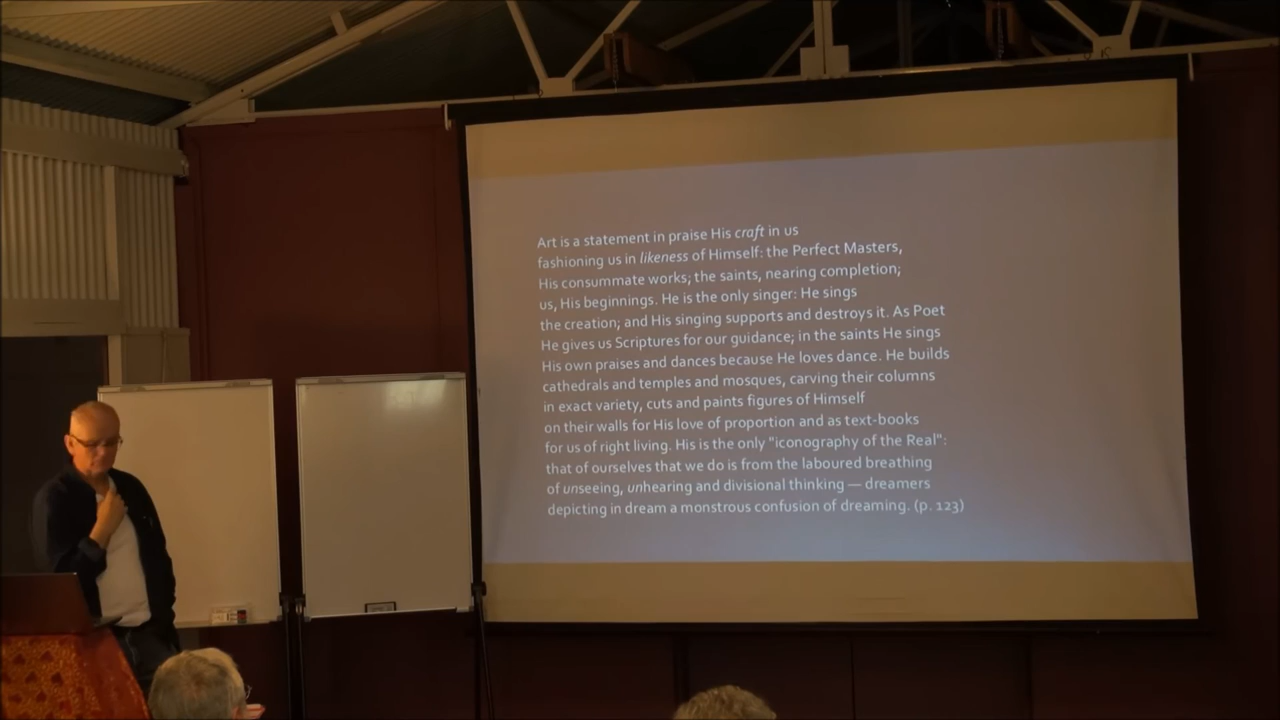 Art is a statement in praise His craft in us
fashioning us in likeness of Himself: the Perfect Masters,
His consummate works; the saints, nearing completion;
us, His beginnings. He is the only singer: He sings
the creation; and His singing supports and destroys it. As Poet
He gives us Scriptures for our guidance; in the saints He sings
His own praises and dances because He loves dance. He builds
cathedrals and temples and mosques, carving their columns
in exact variety, cuts and paints figures of Himself
on their walls for His love of proportion and as text-books
for us of right living. His is the only "iconography of the Real":
that of ourselves that we do is from the laboured breathing
of unseeing, unhearing and divisional thinking — dreamers
depicting in dream a monstrous confusion of dreaming. (p. 123)